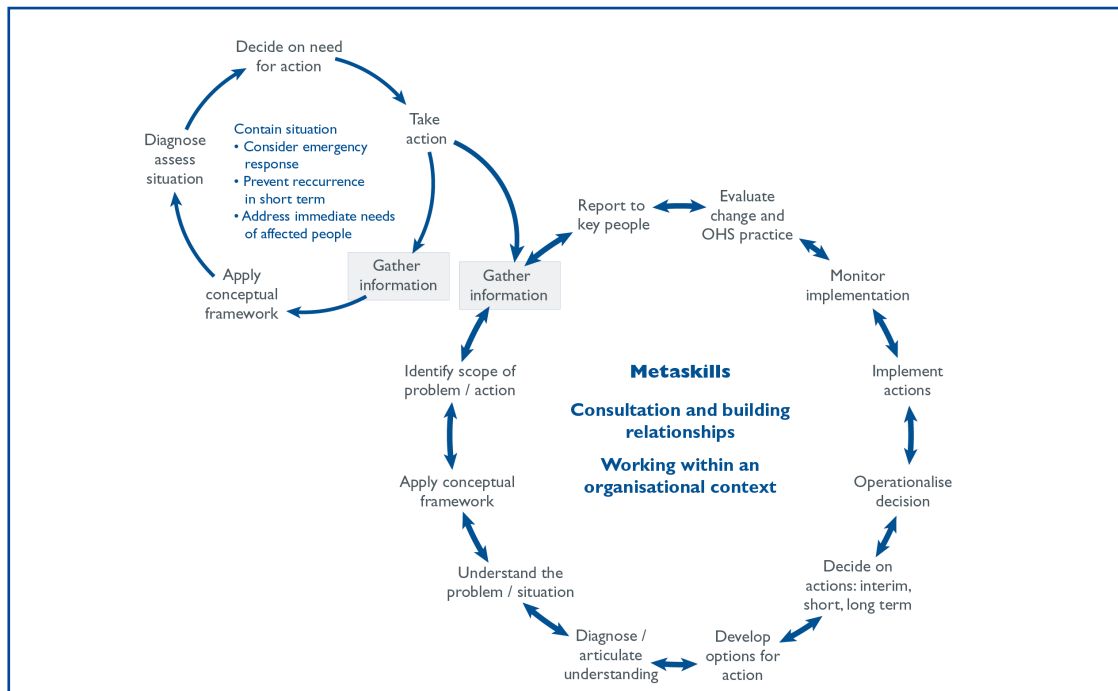 Decide on need
for action
Take
action
Diagnose
assess
situation
Contain situation
• Consider emergency
response
• Prevent reccurrence
in short term
• Address immediate needs
of affected people
Apply
conceptual
framework
Gather
information
Gather
information
Report to
key people
Evaluate
change and
OHS practice
Monitor
implementation
Implement
actions
Operationalise
decision
Decide on
actions: interim,
short, long term
Develop
options for
action
Diagnose /
articulate
understanding
Understand the
problem / situation
Apply conceptual
framework
Identify scope of
problem / action
Metaskills
Consultation and building
relationships
Working within an
organisational context